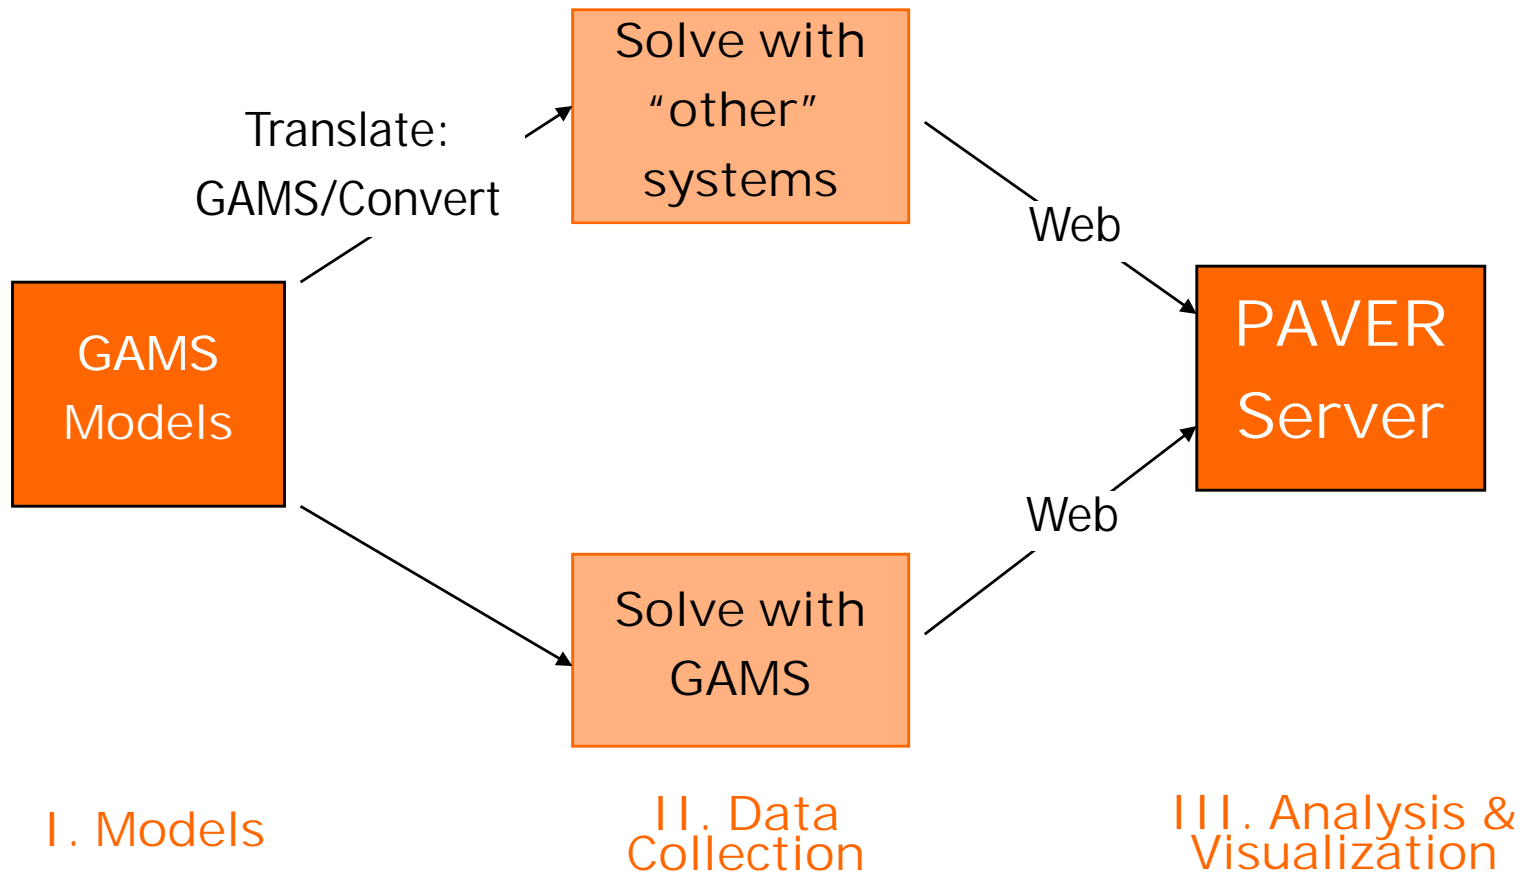 Solve with
“other”
systems
Translate:
GAMS/Convert
Web
GAMS
Models
PAVER
Server
Web
Solve with
GAMS
I. Models
II. Data
Collection
III. Analysis &
Visualization